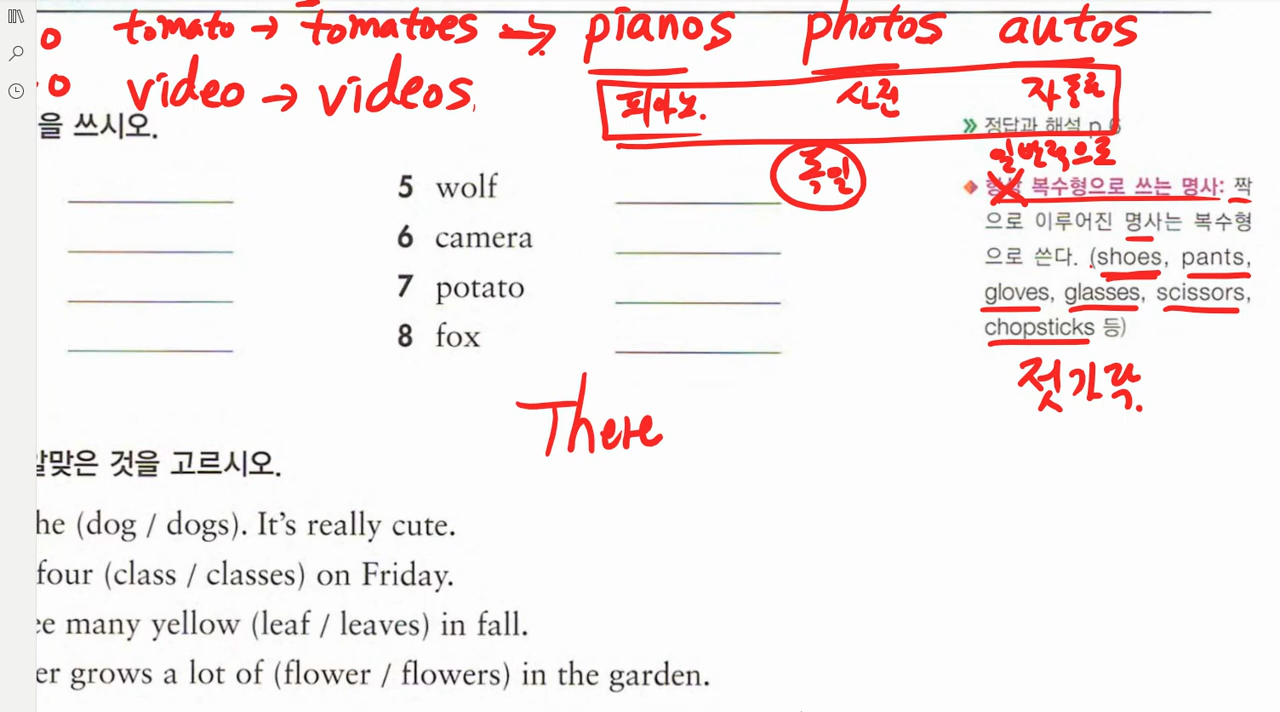 o tomato → tomatoes → pianos photos autos
o video → videos. 피아노. 사진 자동차
을 쓰시오.
» 정답과 해설 p.6
일반적으로
독일
5 wolf
6 camera
7 potato
8 fox
복수형으로 쓰는 명사: 짝
으로 이루어진 명사는 복수형
으로 쓴다. (shoes, pants,
gloves, glasses, scissors,
chopsticks 등)
젓가락.
There
알맞은 것을 고르시오.
he (dog / dogs). It's really cute.
four (class / classes) on Friday.
ee many yellow (leaf / leaves) in fall.
er grows a lot of (flower / flowers) in the garden.